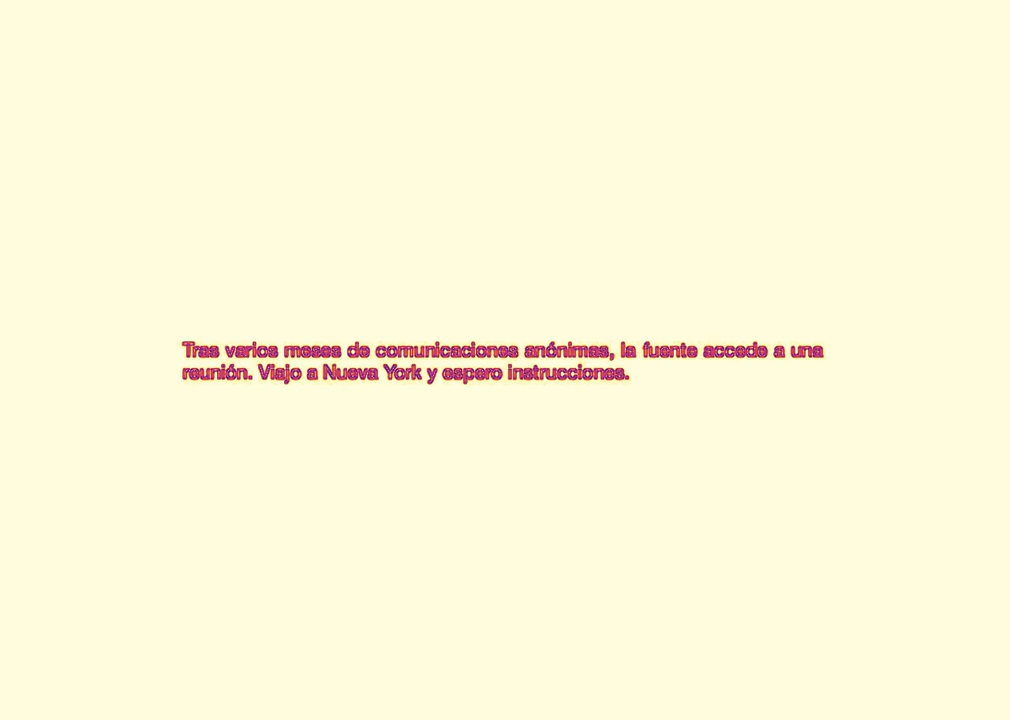 Tras varios meses de comunicaciones anónimas, la fuente accede a una
reunión. Viajo a Nueva York y espero instrucciones.